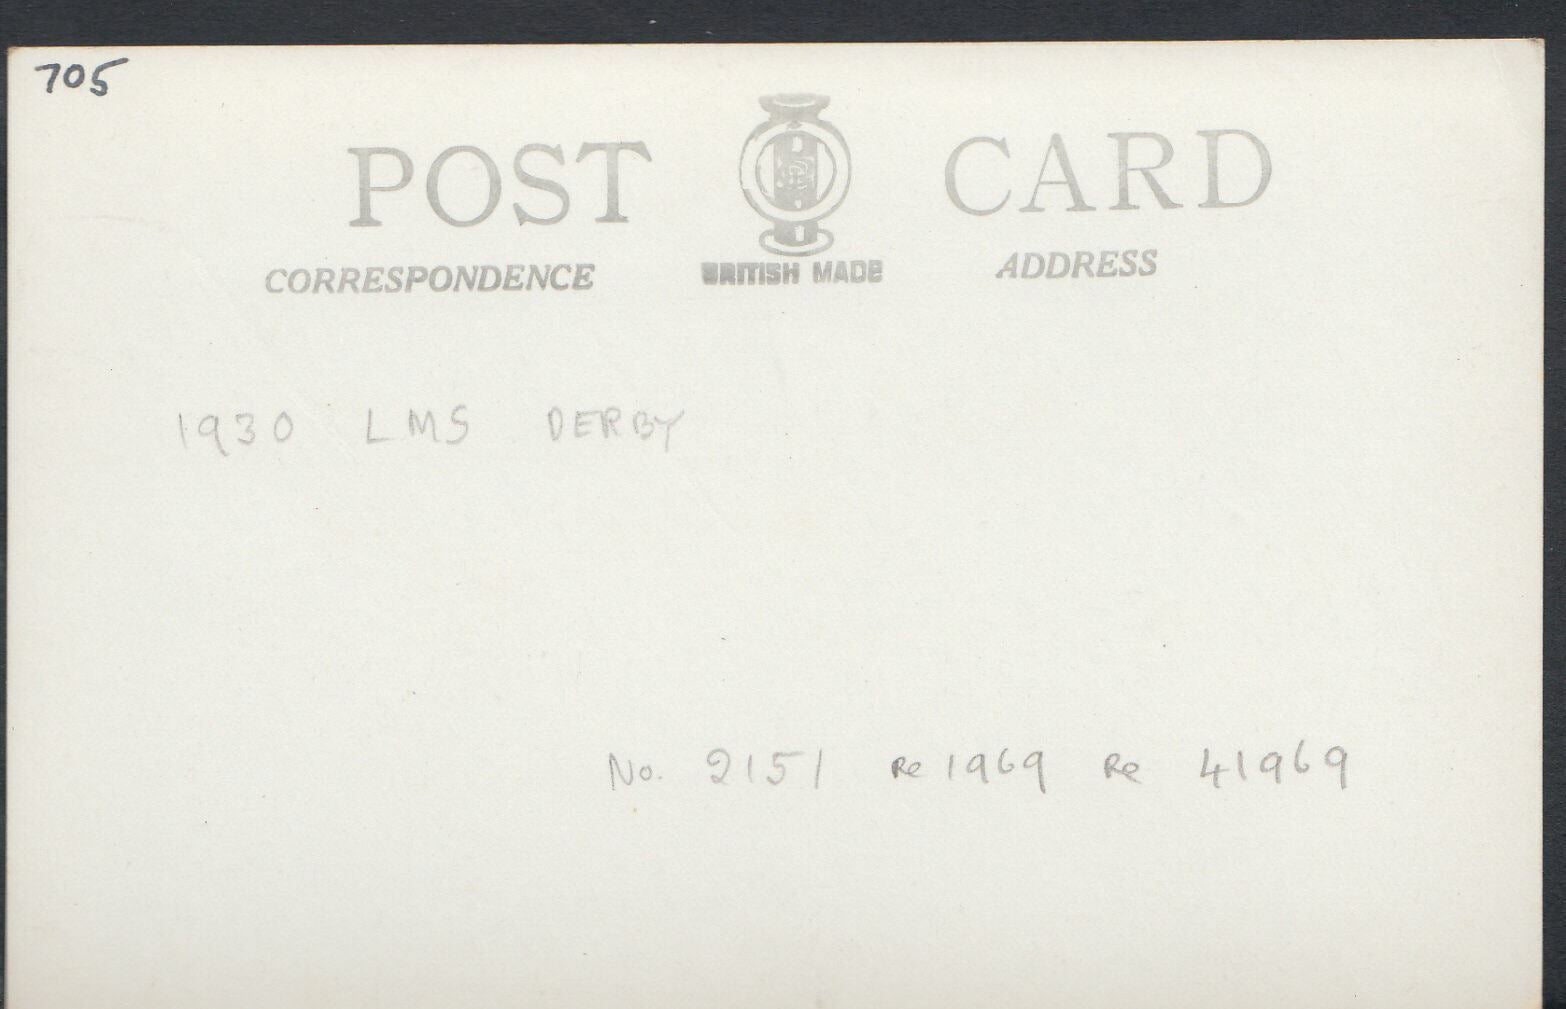 705
POST CARD
CORRESPONDENCE BRITISH MADE ADDRESS
1930 LMS DERBY
No. 2151 Re 1969 Re 41969